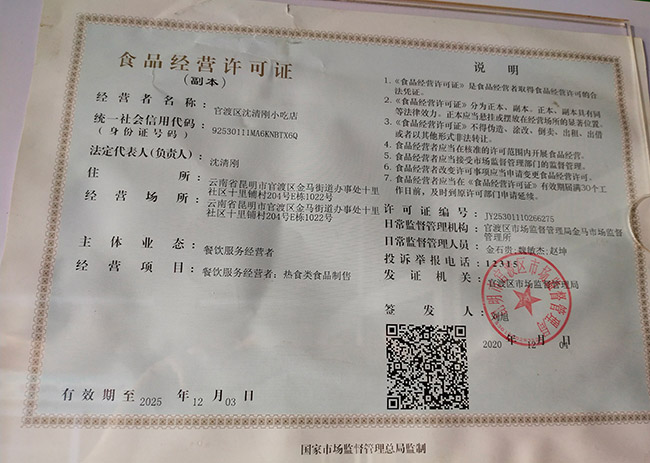 食品经营许可证
(副本)
经营者名称: 官渡区沈清刚小吃店
统一社会信用代码:
(身份证号码): 92530111MA6KNBTX6Q
法定代表人(负责人): 沈清刚
住所: 云南省昆明市官渡区金马街道办事处十里
社区十里铺村204号E栋1022号
经营场所: 云南省昆明市官渡区金马街道办事处十里
社区十里铺村204号E栋1022号
主体业态: 餐饮服务经营者
经营项目: 餐饮服务经营者:热食类食品制售
有效期至 2025 年 12 月 03 日
说明
1. 《食品经营许可证》是食品经营者取得食品经营许可的合
法凭证。
2. 《食品经营许可证》分为正本、副本。正本、副本具有同
等法律效力。正本应当悬挂或摆放在经营场所的显著位置。
3. 《食品经营许可证》不得伪造、涂改、倒卖、出租、出借
或者以其他形式非法转让。
4. 食品经营者应当在核准的许可范围内开展食品经营。
5. 食品经营者应当接受市场监督管理部门的监督管理。
6. 食品经营者改变许可事项应当申请变更食品经营许可。
7. 食品经营者应当在《食品经营许可证》有效期届满30个工
作日前,及时到原许可部门申请延续。
许可证编号: JY25301110266275
日常监督管理机构: 官渡区市场监督管理局金马市场监督
管理所
日常监督管理人员: 金石贵;魏敏杰;赵坤
投诉举报电话: 12315
发证机关: 官渡区市场监督管理局
签发人: 刘旭
2020 年 12 月 04
国家市场监督管理总局监制